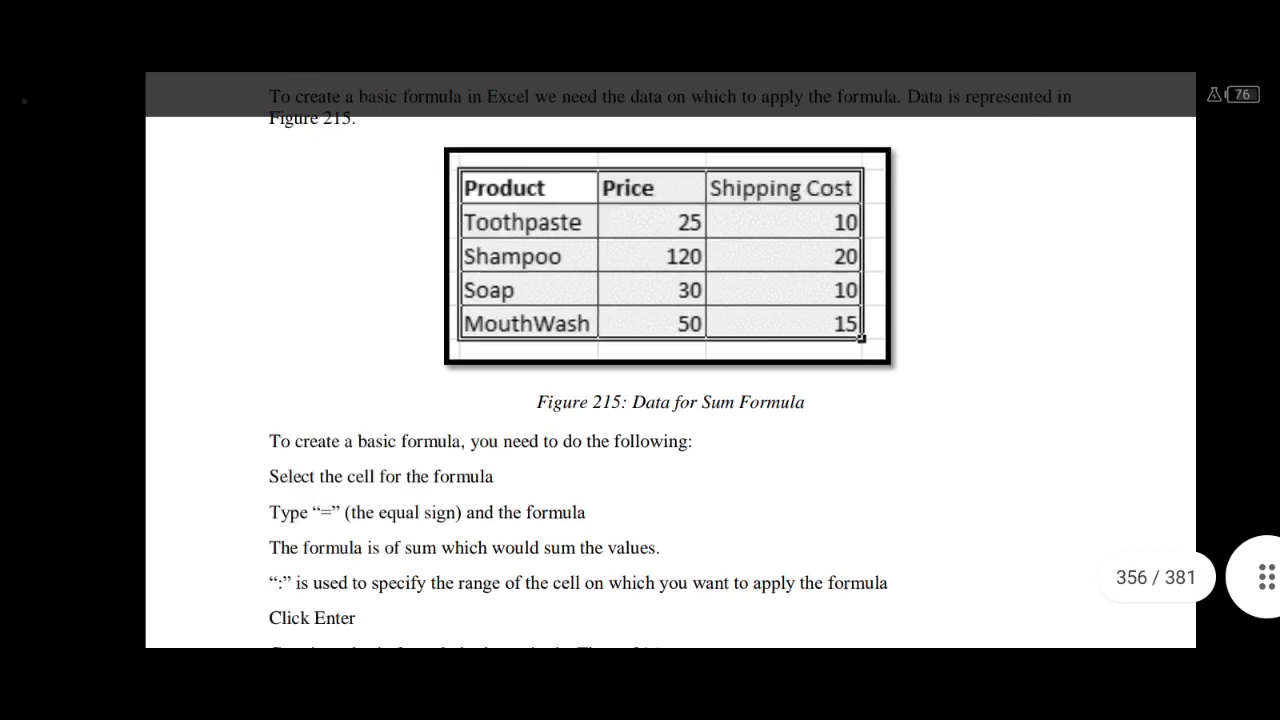 To create a basic formula in Excel we need the data on which to apply the formula. Data is represented in
Figure 215.
76
Product Price Shipping Cost
Toothpaste 25 10
Shampoo 120 20
Soap 30 10
MouthWash 50 15
Figure 215: Data for Sum Formula
To create a basic formula, you need to do the following:
Select the cell for the formula
Type “=” (the equal sign) and the formula
The formula is of sum which would sum the values.
“:” is used to specify the range of the cell on which you want to apply the formula
356 / 381
Click Enter